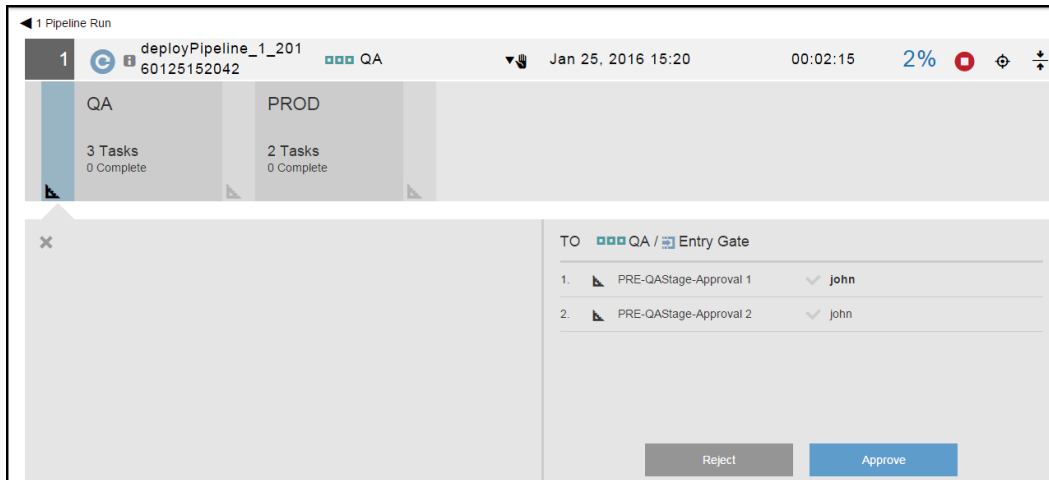 1 Pipeline Run
1 deployPipeline_1_201 QA Jan 25, 2016 15:20 00:02:15 2%
60125152042
QA PROD
3 Tasks 2 Tasks
0 Complete 0 Complete
TO QA / Entry Gate
1. PRE-QAStage-Approval 1 john
2. PRE-QAStage-Approval 2 john
Reject Approve